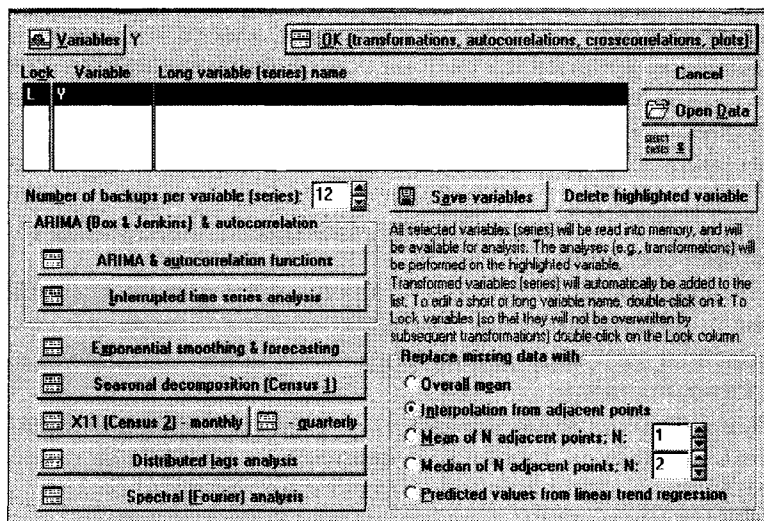 Variables Y OK (transformations, autocorrelations, crosscorrelations, plots)
Lock Variable Long variable (series) name
Cancel
L Y
Open Data
SELECT CASES S
Number of backups per variable (series): 12
Save variables Delete highlighted variable
ARIMA (Box & Jenkins) & autocorrelation
ARIMA & autocorrelation functions
Interrupted time series analysis
Exponential smoothing & forecasting
Seasonal decomposition (Census 1)
X11 (Census 2) - monthly - quarterly
Distributed lags analysis
Spectral (Fourier) analysis
All selected variables (series) will be read into memory, and will
be available for analysis. The analyses (e.g., transformations) will
be performed on the highlighted variable.
Transformed variables (series) will automatically be added to the
list. To edit a short or long variable name, double-click on it. To
Lock variables (so that they will not be overwritten by
subsequent transformations) double-click on the Lock column.
Replace missing data with
Overall mean
Interpolation from adjacent points
Mean of N adjacent points; N: 1
Median of N adjacent points; N: 2
Predicted values from linear trend regression